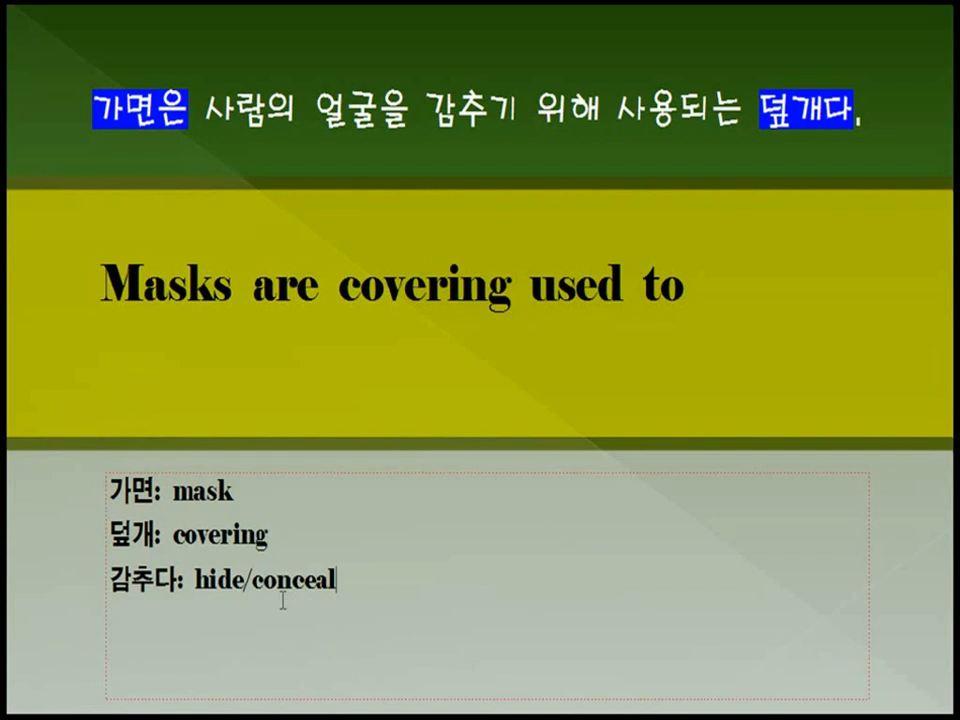 가면은 사람의 얼굴을 감추기 위해 사용되는 덮개다.
Masks are covering used to
가면: mask
덮개: covering
감추다: hide/conceal